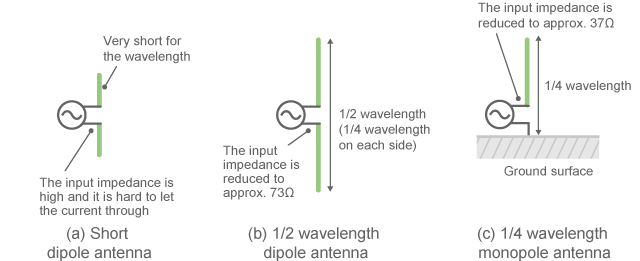 Very short for
the wavelength
The input impedance is
high and it is hard to let
the current through
(a) Short
dipole antenna
1/2 wavelength
(1/4 wavelength
on each side)
The input
impedance is
reduced to
approx. 73Ω
(b) 1/2 wavelength
dipole antenna
The input impedance is
reduced to approx. 37Ω
1/4 wavelength
Ground surface
(c) 1/4 wavelength
monopole antenna